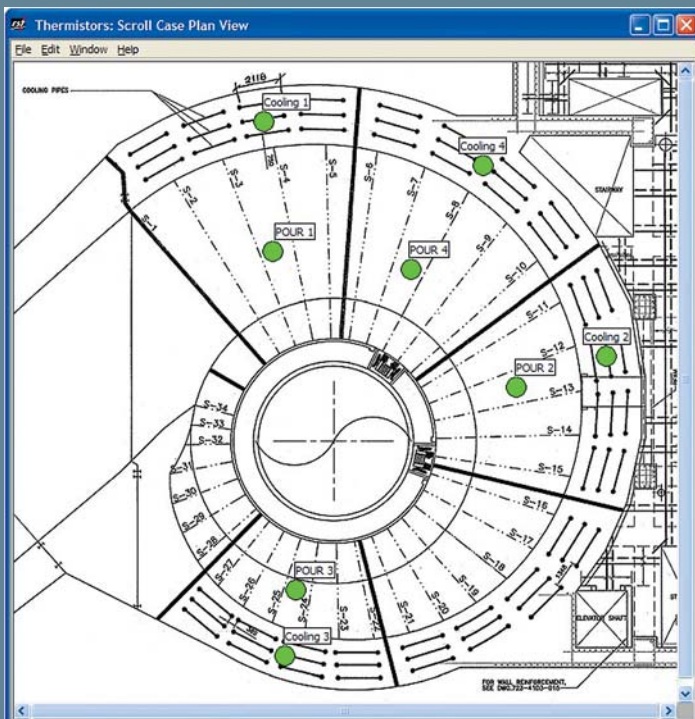 rst Thermistors: Scroll Case Plan View
File Edit Window Help
2118
COOLING PIPES
Cooling 1
Cooling 4
STAIRWAY
S-1
S-2
S-3
S-4
S-5
S-6
S-7
S-8
S-9
S-10
POUR 1
POUR 4
S-11
S-12
Cooling 2
POUR 2
S-13
S-14
S-15
S-16
S-17
S-18
S-19
S-20
S-21
S-22
S-34
S-33
S-32
S-31
S-30
S-29
S-28
S-27
S-26
S-25
S-24
S-23
POUR 3
Cooling 3
ELEVATOR SHAFT
FOR WALL REINFORCEMENT,